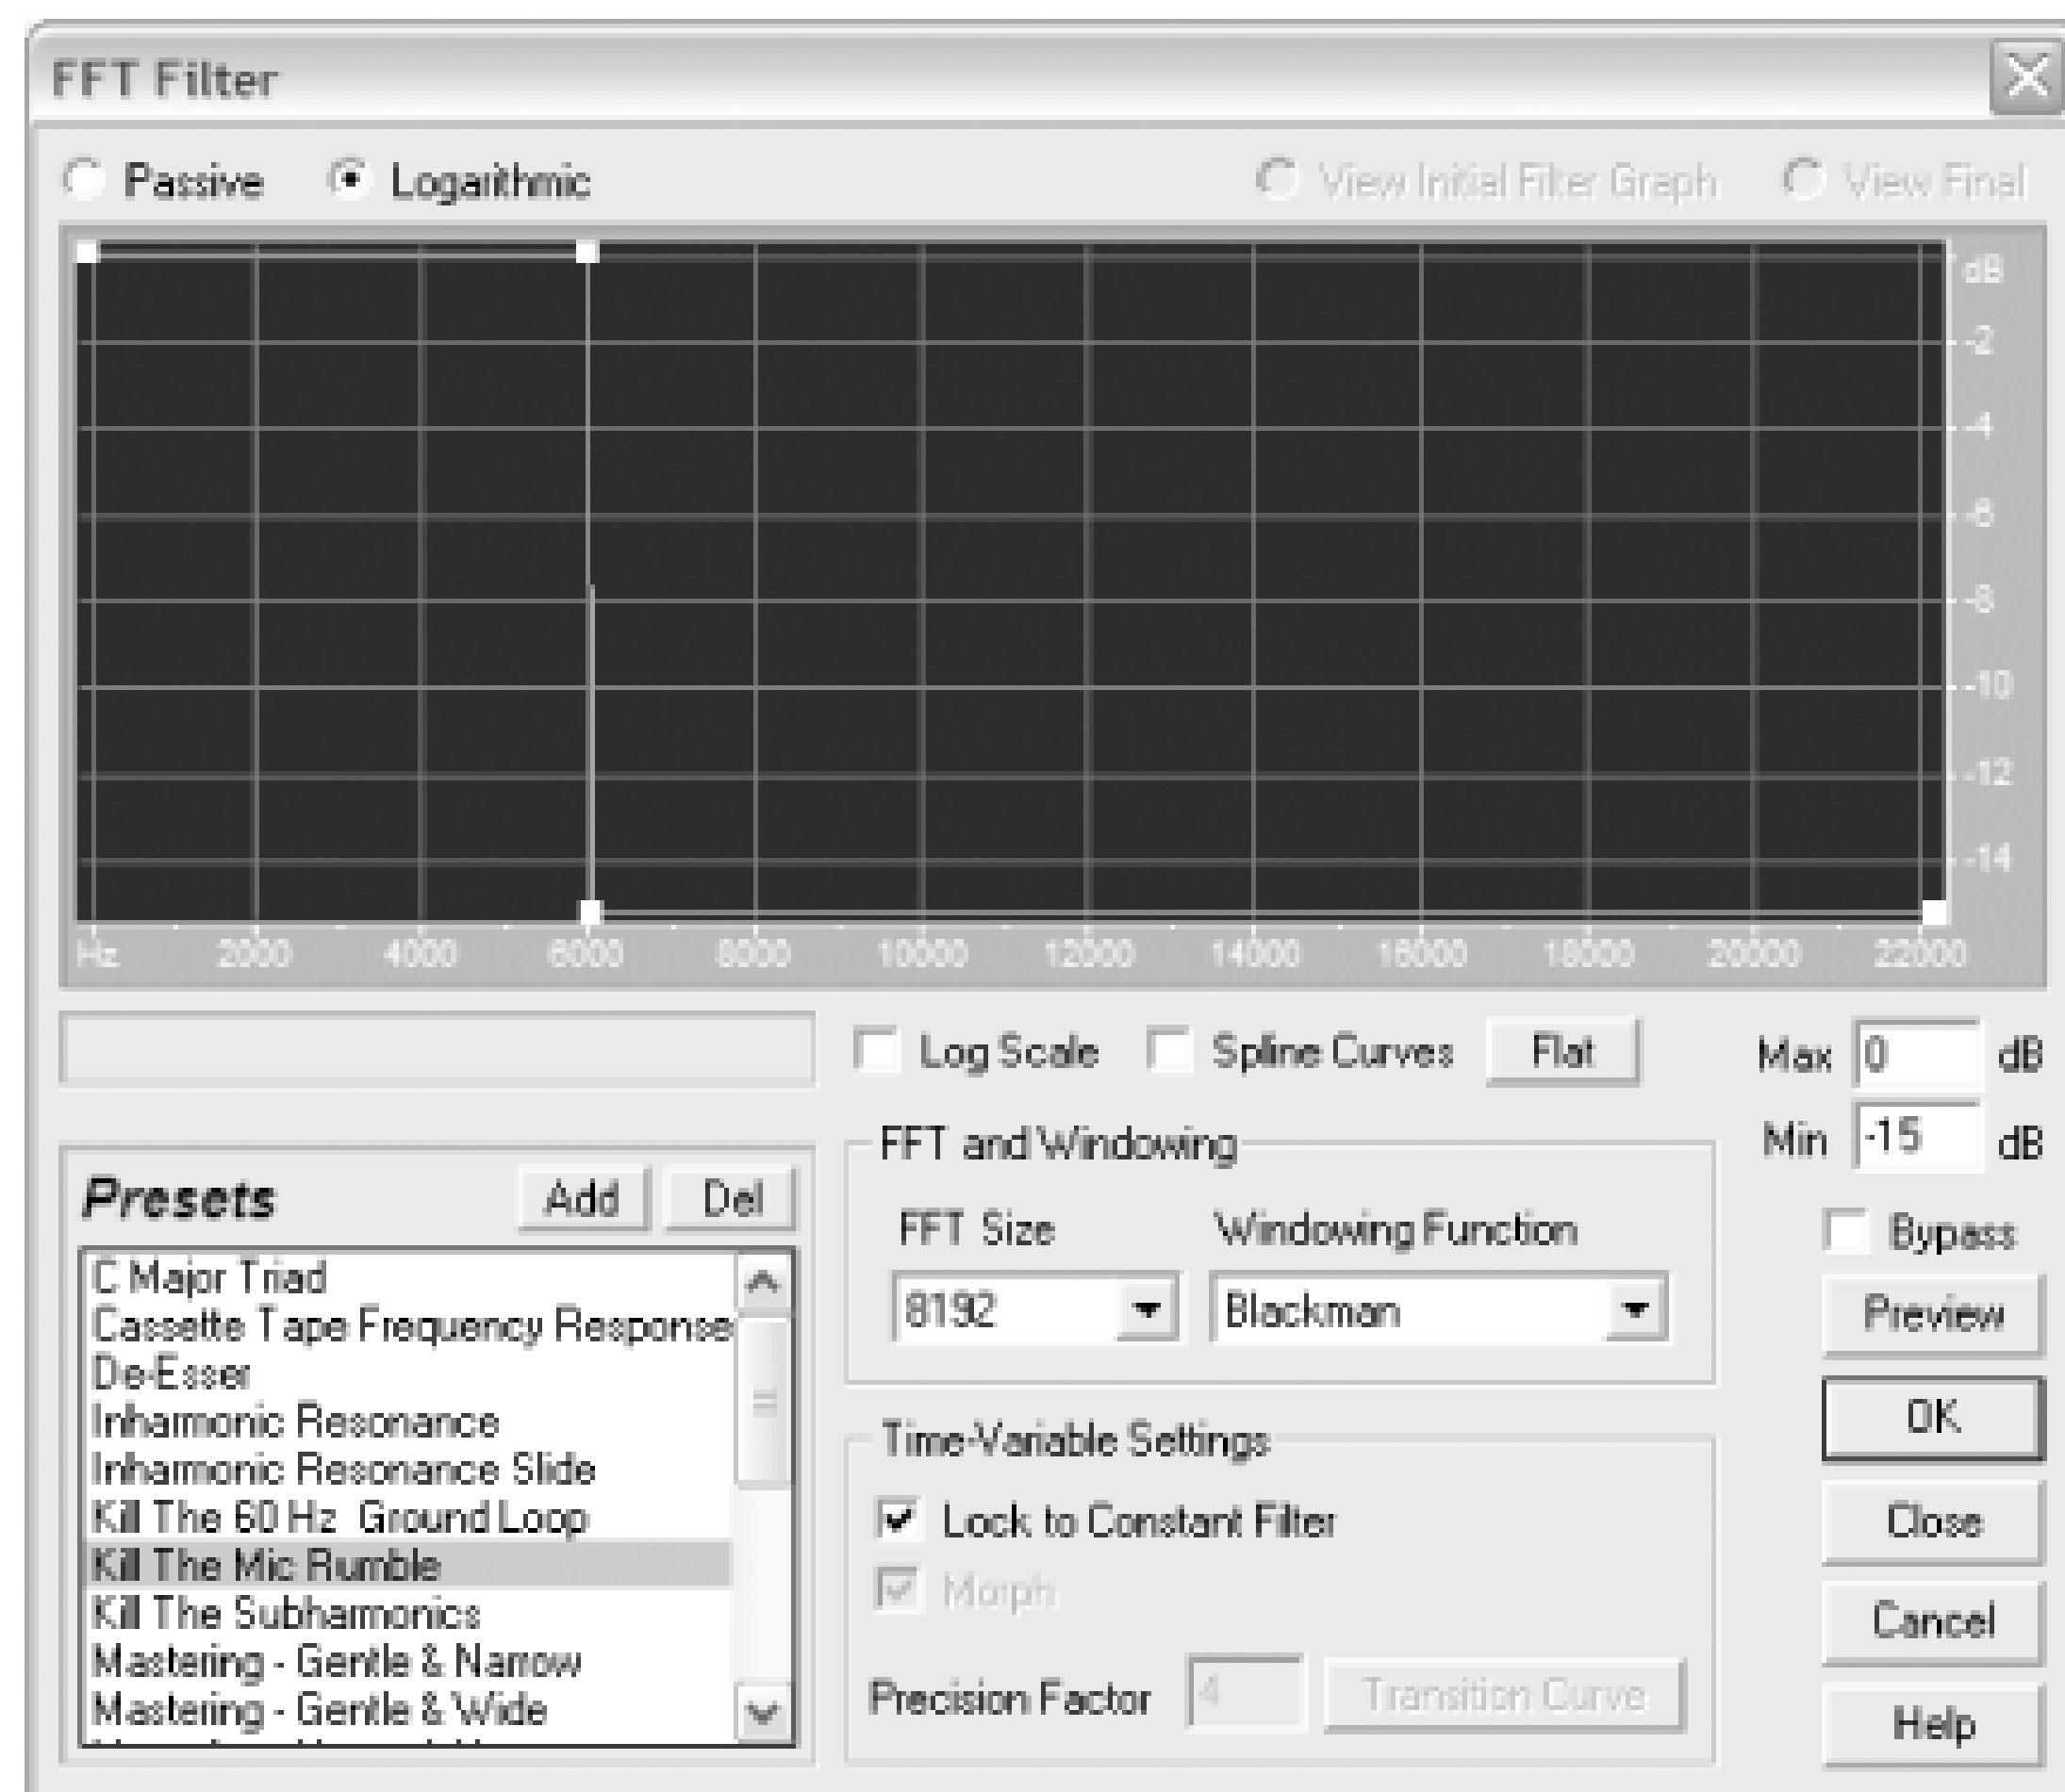 FFT Filter
Passive Logarithmic View Initial Filter Graph View Final
dB
-2
-4
-6
-8
-10
-12
-14
Hz 2000 4000 6000 8000 10000 12000 14000 16000 18000 20000 22000
Log Scale Spline Curves Flat Max 0 dB
Min -15 dB
FFT and Windowing
Presets Add Del
FFT Size Windowing Function
8192 Blackman
Bypass
Preview
OK
Close
Cancel
Help
C Major Triad
Cassette Tape Frequency Response
De-Esser
Inharmonic Resonance
Inharmonic Resonance Slide
Kill The 60 Hz Ground Loop
Kill The Mic Rumble
Kill The Subharmonics
Mastering - Gentle & Narrow
Mastering - Gentle & Wide
Time-Variable Settings
Lock to Constant Filter
Morph
Precision Factor 4 Transition Curve